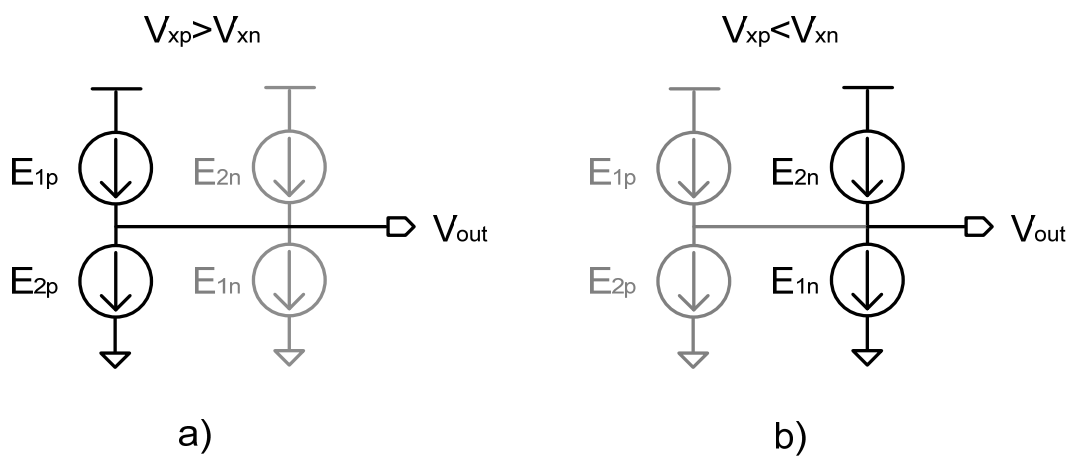 Vxp>Vxn
Vxp<Vxn
E1p
E2n
Vout
E2p
E1n
E1p
E2n
Vout
E2p
E1n
a)
b)